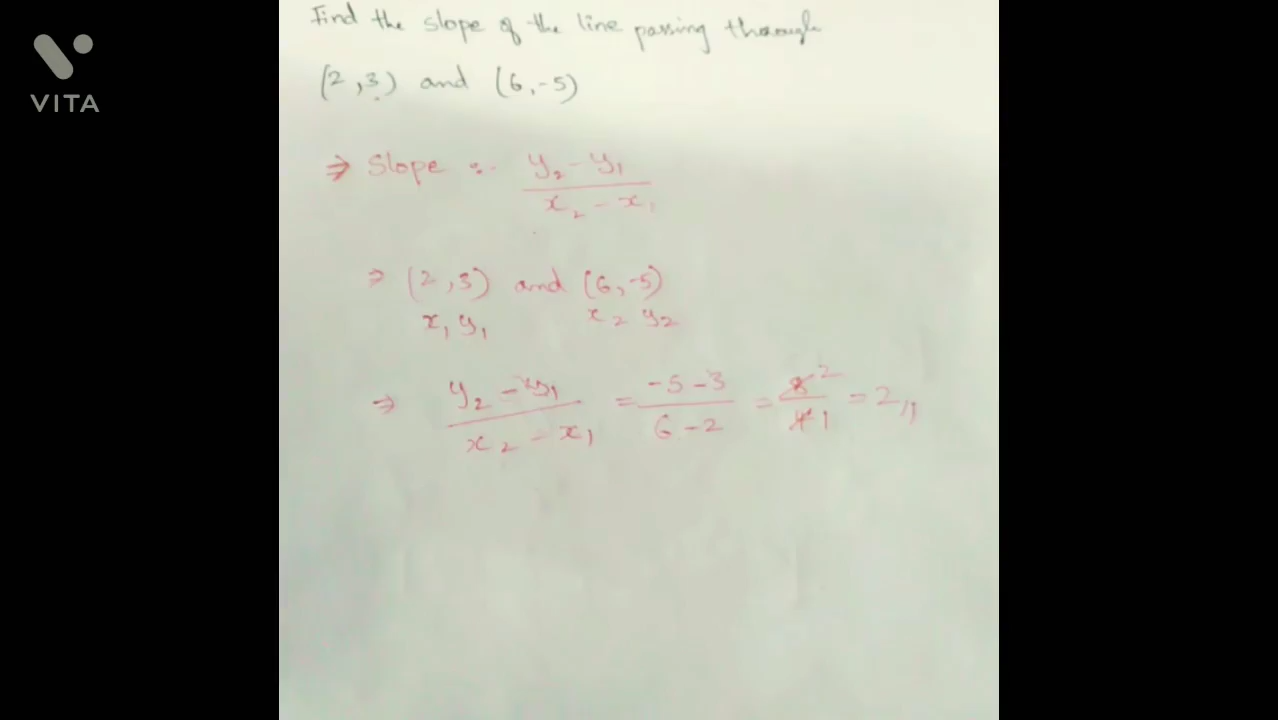 VITA
Find the slope of the line passing through
(2,3) and (6,-5)
⇒ Slope :- y₂ - y₁ / x₂ - x₁
⇒ (2,3) and (6,-5)
x₁ y₁ x₂ y₂
⇒ y₂ - y₁ / x₂ - x₁ = -5-3 / 6-2 = 8 2 / 4 1 = 2,,